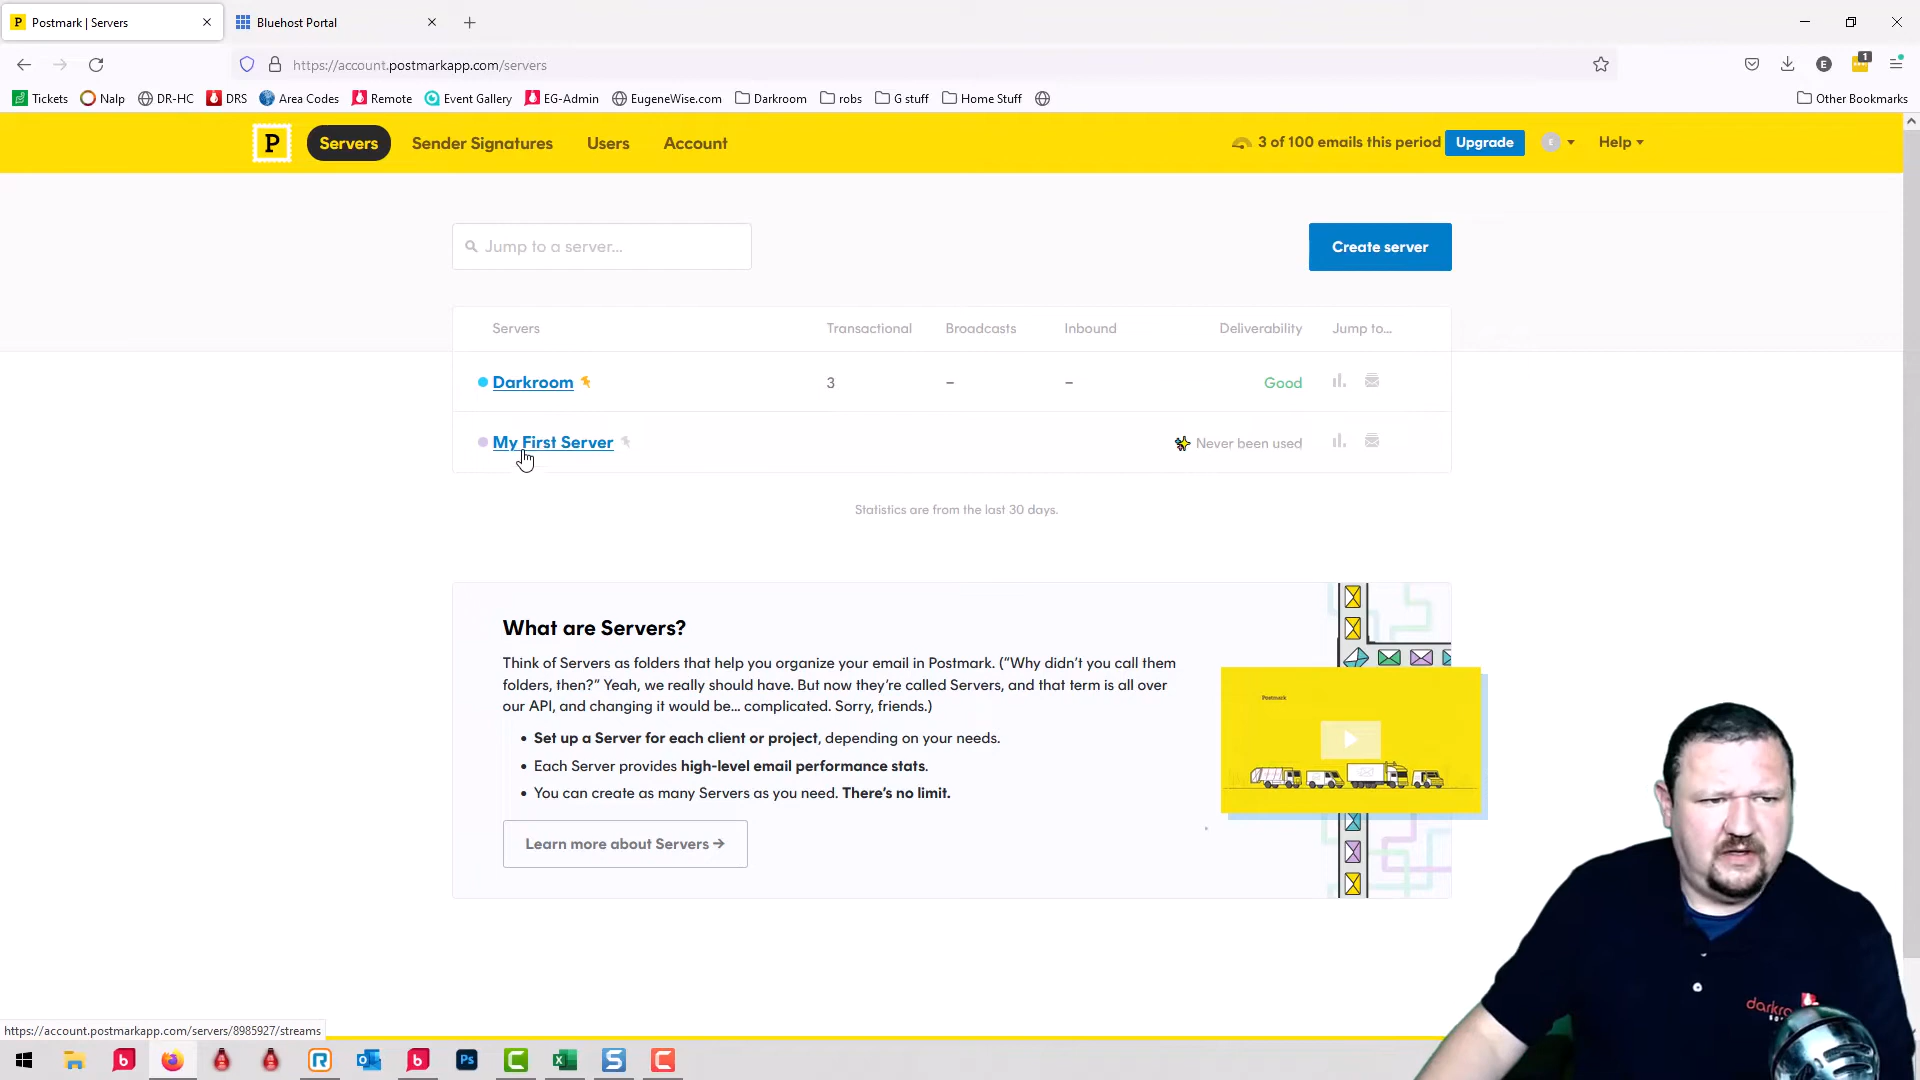 P Postmark | Servers
Bluehost Portal
https://account.postmarkapp.com/servers
1
E
Tickets Nalp DR-HC DRS Area Codes Remote Event Gallery EG-Admin EugeneWise.com Darkroom robs G stuff Home Stuff Other Bookmarks
P Servers Sender Signatures Users Account 3 of 100 emails this period Upgrade E Help
Jump to a server...
Create server
Servers Transactional Broadcasts Inbound Deliverability Jump to...
Darkroom 3 – – Good
My First Server Never been used
Statistics are from the last 30 days.
What are Servers?
Think of Servers as folders that help you organize your email in Postmark. (“Why didn’t you call them
folders, then?” Yeah, we really should have. But now they’re called Servers, and that term is all over
our API, and changing it would be... complicated. Sorry, friends.)
• Set up a Server for each client or project, depending on your needs.
• Each Server provides high-level email performance stats.
• You can create as many Servers as you need. There’s no limit.
Learn more about Servers →
Postmark
https://account.postmarkapp.com/servers/8985927/streams
b R b Ps C S C